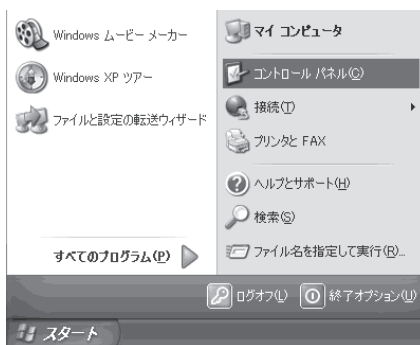 Windows ムービー メーカー
Windows XP ツアー
ファイルと設定の転送ウィザード
すべてのプログラム(P)
マイ コンピュータ
コントロール パネル(C)
接続(T)
プリンタと FAX
ヘルプとサポート(H)
検索(S)
ファイル名を指定して実行(R)...
ログオフ(L)
終了オプション(U)
スタート